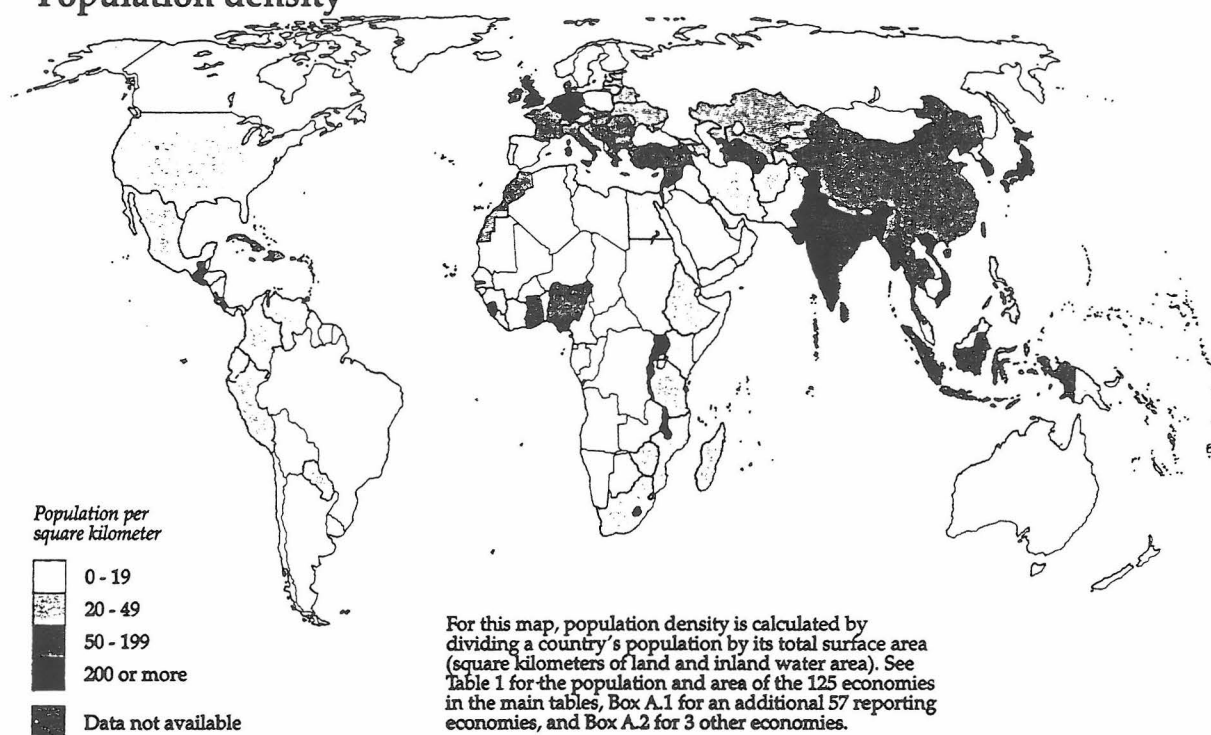 Population density
Population per
square kilometer
0 - 19
20 - 49
50 - 199
200 or more
Data not available
For this map, population density is calculated by
dividing a country's population by its total surface area
(square kilometers of land and inland water area). See
Table 1 for the population and area of the 125 economies
in the main tables, Box A.1 for an additional 57 reporting
economies, and Box A.2 for 3 other economies.